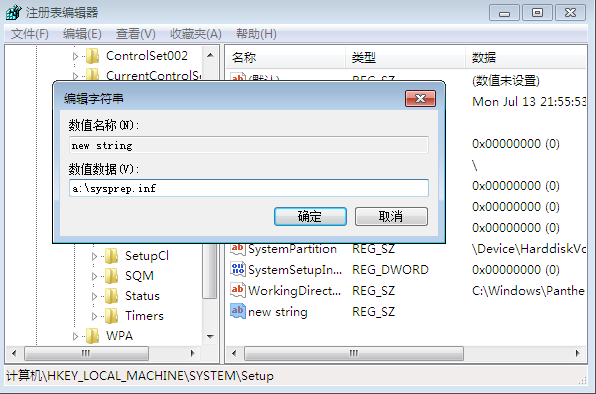 注册表编辑器
文件(F) 编辑(E) 查看(V) 收藏夹(A) 帮助(H)
ControlSet002
CurrentControlSe
名称 类型 数据
(默认) REG_SZ (数值未设置)
Mon Jul 13 21:55:53
编辑字符串
数值名称(N):
new string
0x00000000 (0)
\
数值数据(V):
a:\sysprep.inf
0x00000000 (0)
0x00000000 (0)
确定 取消
0x00000000 (0)
SetupCl
SQM
Status
Timers
WPA
SystemPartition REG_SZ \Device\HarddiskVo
SystemSetupIn... REG_DWORD 0x00000000 (0)
WorkingDirect... REG_SZ C:\Windows\Panthe
new string REG_SZ
计算机\HKEY_LOCAL_MACHINE\SYSTEM\Setup